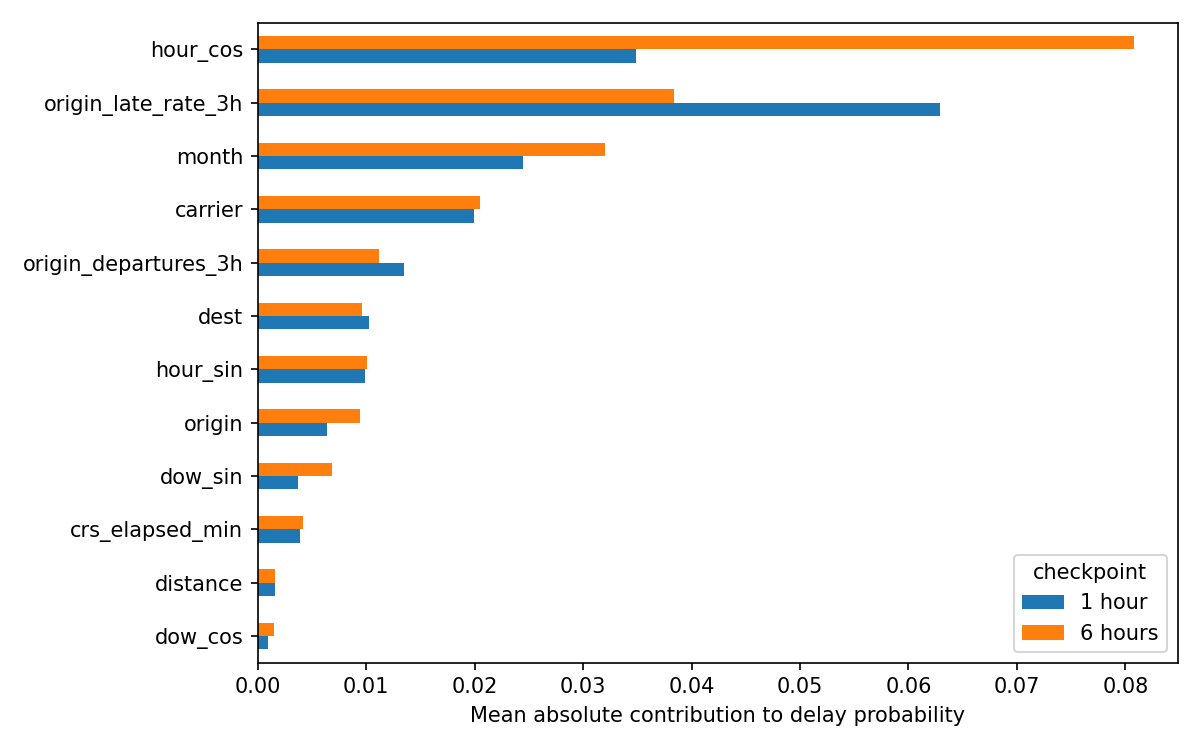 hour_cos
origin_late_rate_3h
month
carrier
origin_departures_3h
dest
hour_sin
origin
dow_sin
crs_elapsed_min
distance
dow_cos
checkpoint
1 hour
6 hours
0.00 0.01 0.02 0.03 0.04 0.05 0.06 0.07 0.08
Mean absolute contribution to delay probability